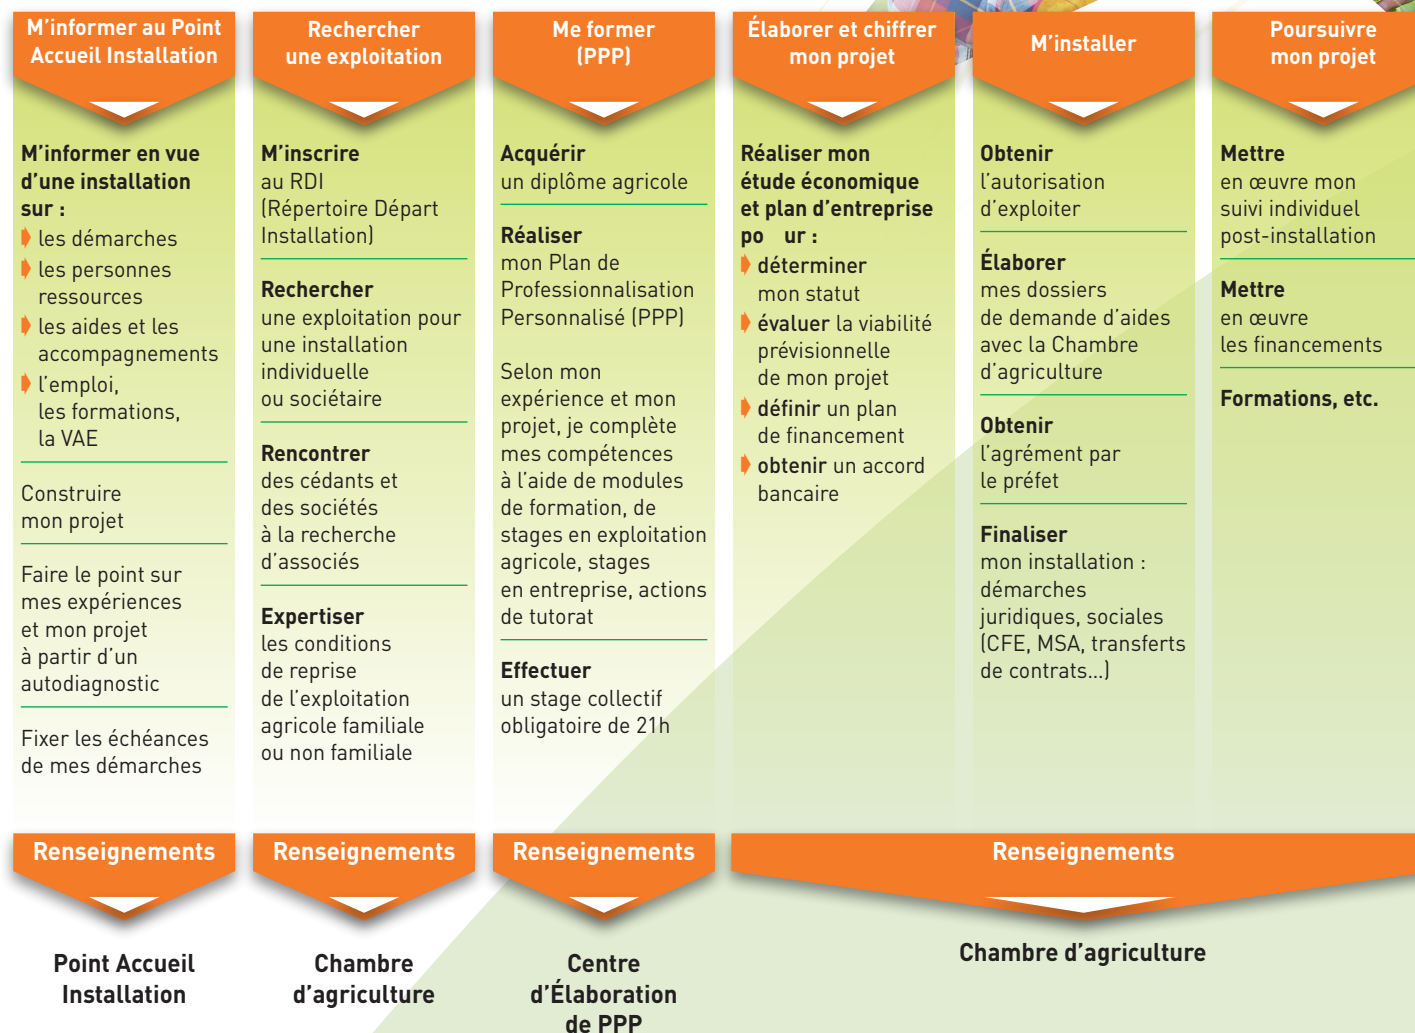 M’informer au Point
Accueil Installation
M’informer en vue
d’une installation
sur :
les démarches
les personnes
ressources
les aides et les
accompagnements
l’emploi,
les formations,
la VAE
Construire
mon projet
Faire le point sur
mes expériences
et mon projet
à partir d’un
autodiagnostic
Fixer les échéances
de mes démarches
Renseignements
Point Accueil
Installation
Rechercher
une exploitation
M’inscrire
au RDI
(Répertoire Départ
Installation)
Rechercher
une exploitation pour
une installation
individuelle
ou sociétaire
Rencontrer
des cédants et
des sociétés
à la recherche
d’associés
Expertiser
les conditions
de reprise
de l’exploitation
agricole familiale
ou non familiale
Renseignements
Chambre
d’agriculture
Me former
(PPP)
Acquérir
un diplôme agricole
Réaliser
mon Plan de
Professionnalisation
Personnalisé (PPP)
Selon mon
expérience et mon
projet, je complète
mes compétences
à l’aide de modules
de formation, de
stages en exploitation
agricole, stages
en entreprise, actions
de tutorat
Effectuer
un stage collectif
obligatoire de 21h
Renseignements
Centre
d’Élaboration
de PPP
Élaborer et chiffrer
mon projet
Réaliser mon
étude économique
et plan d’entreprise
po ur :
déterminer
mon statut
évaluer la viabilité
prévisionnelle
de mon projet
définir un plan
de financement
obtenir un accord
bancaire
M’installer
Obtenir
l’autorisation
d’exploiter
Élaborer
mes dossiers
de demande d’aides
avec la Chambre
d’agriculture
Obtenir
l’agrément par
le préfet
Finaliser
mon installation :
démarches
juridiques, sociales
(CFE, MSA, transferts
de contrats...)
Poursuivre
mon projet
Mettre
en œuvre mon
suivi individuel
post-installation
Mettre
en œuvre
les financements
Formations, etc.
Renseignements
Chambre d’agriculture